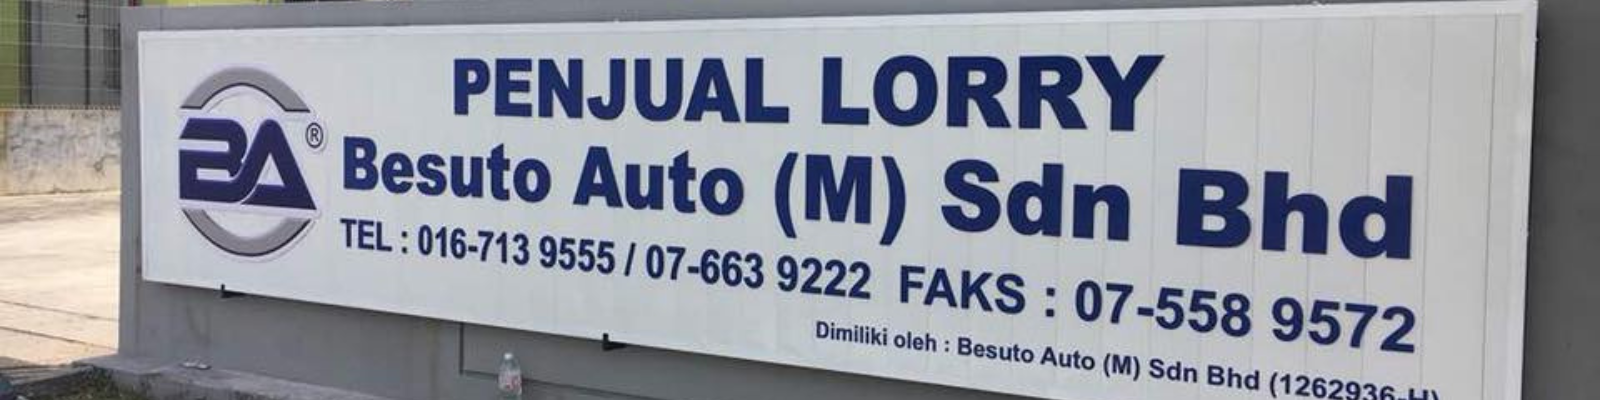 PENJUAL LORRY
BA®
Besuto Auto (M) Sdn Bhd
TEL : 016-713 9555 / 07-663 9222 FAKS : 07-558 9572
Dimiliki oleh : Besuto Auto (M) Sdn Bhd (1262936-H)